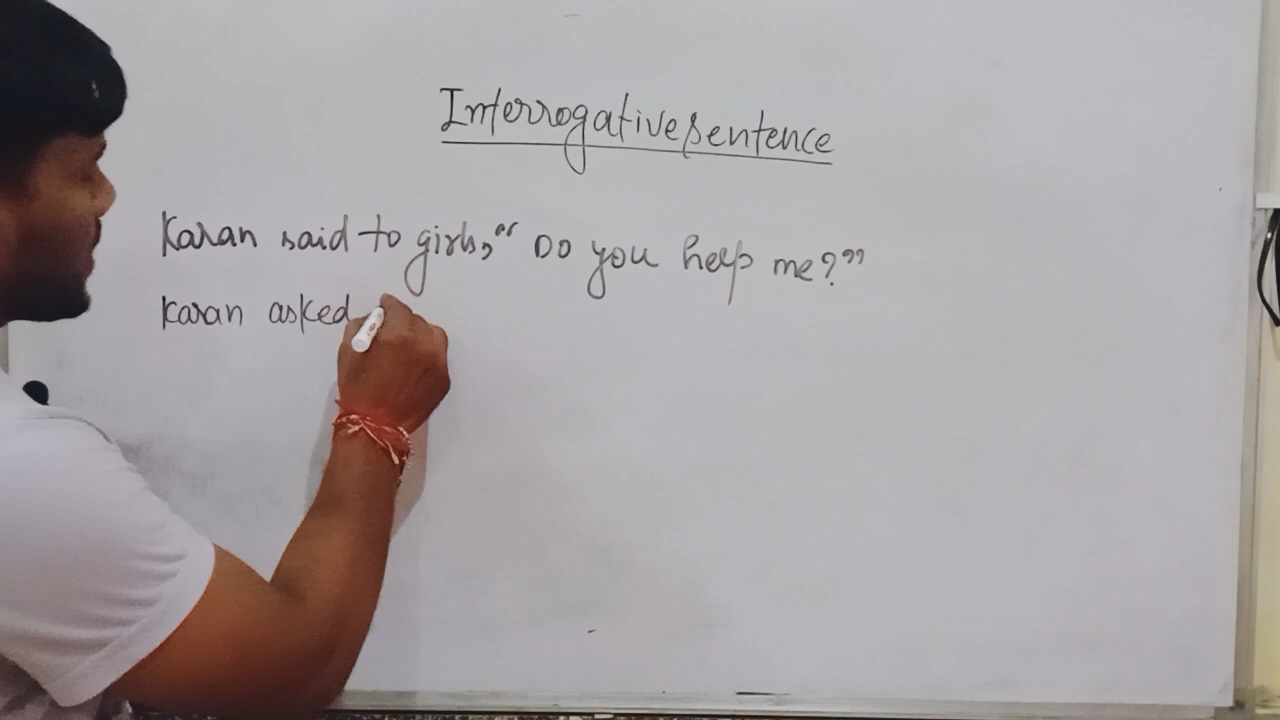 Interrogative sentence
Karan said to girls, “ Do you help me?”
Karan asked